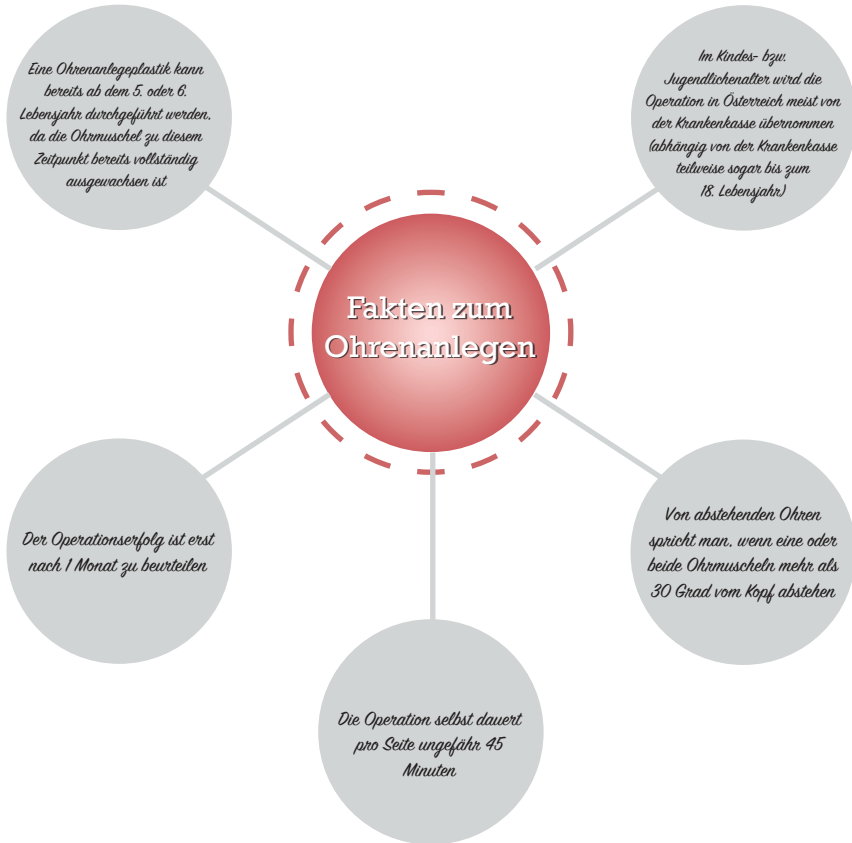 Eine Ohrenanlegeplastik kann
bereits ab dem 5. oder 6.
Lebensjahr durchgeführt werden,
da die Ohrmuschel zu diesem
Zeitpunkt bereits vollständig
ausgewachsen ist
Im Kindes- bzw.
Jugendlichenalter wird die
Operation in Österreich meist von
der Krankenkasse übernommen
(abhängig von der Krankenkasse
teilweise sogar bis zum
18. Lebensjahr)
Fakten zum
Ohrenanlegen
Der Operationserfolg ist erst
nach 1 Monat zu beurteilen
Von abstehenden Ohren
spricht man, wenn eine oder
beide Ohrmuscheln mehr als
30 Grad vom Kopf abstehen
Die Operation selbst dauert
pro Seite ungefähr 45
Minuten